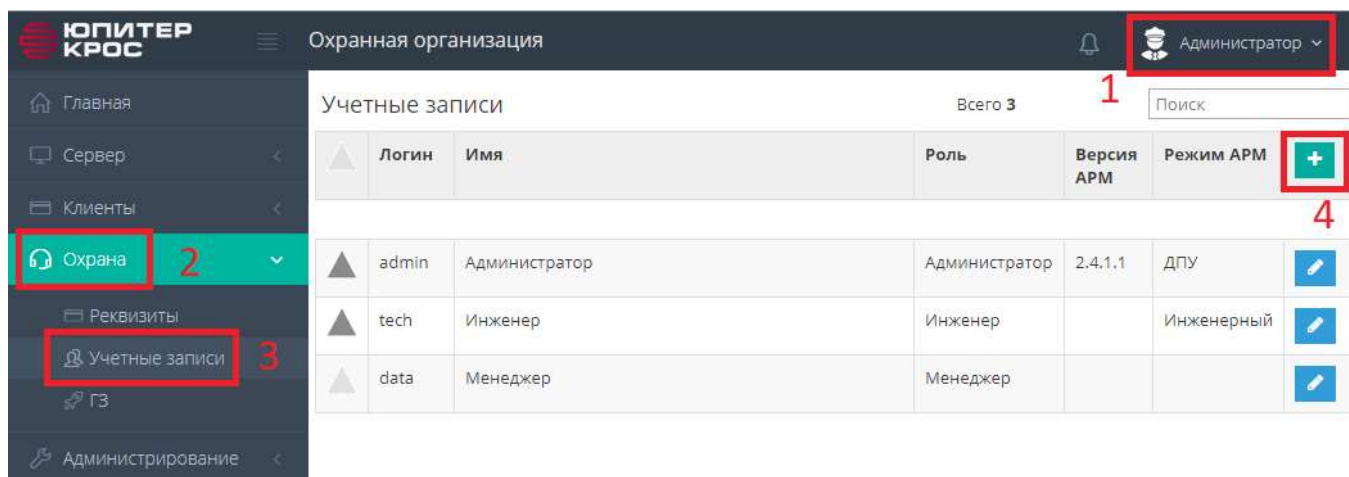 ЮПИТЕР
КРОС
Охранная организация
Администратор
1
Главная
Сервер
Клиенты
Охрана
2
Реквизиты
Учетные записи
3
ГЗ
Администрирование
Учетные записи
Всего 3
Поиск
Логин Имя Роль Версия АРМ Режим АРМ +
4
admin Администратор Администратор 2.4.1.1 ДПУ
tech Инженер Инженер Инженерный
data Менеджер Менеджер